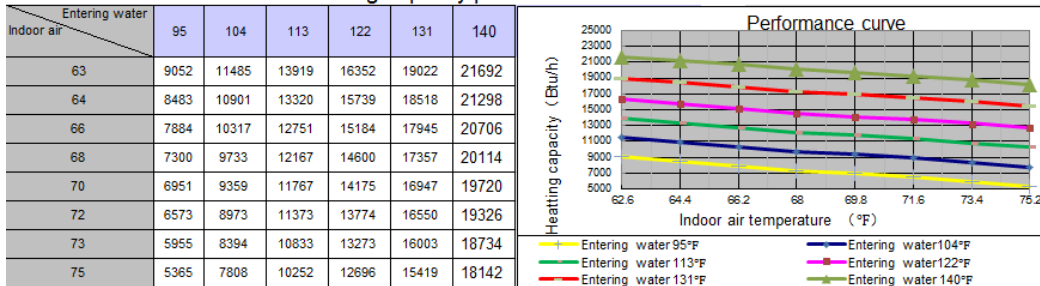 Entering water
Indoor air
95 104 113 122 131 140
63 9052 11485 13919 16352 19022 21692
64 8483 10901 13320 15739 18518 21298
66 7884 10317 12751 15184 17945 20706
68 7300 9733 12167 14600 17357 20114
70 6951 9359 11767 14175 16947 19720
72 6573 8973 11373 13774 16550 19326
73 5955 8394 10833 13273 16003 18734
75 5365 7808 10252 12696 15419 18142
Performance curve
Heatting capacity (Btu/h)
25000
23000
21000
19000
17000
15000
13000
11000
9000
7000
5000
62.6 64.4 66.2 68 69.8 71.6 73.4 75.2
Indoor air temperature (°F)
Entering water 95°F Entering water104°F
Entering water 113°F Entering water122°F
Entering water 131°F Entering water 140°F